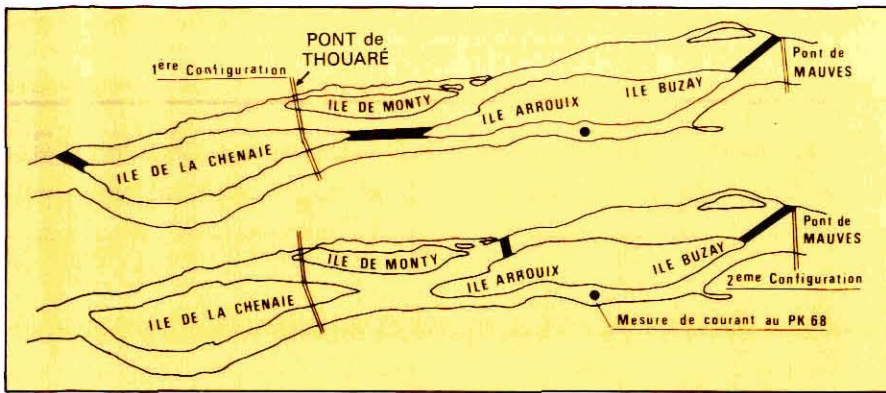 PONT de
THOUARÉ
1ère Configuration
Pont de
MAUVES
ILE DE MONTY
ILE ARROUIX
ILE BUZAY
ILE DE LA CHENAIE
Pont de
MAUVES
ILE DE MONTY
ILE ARROUIX
ILE BUZAY
2eme Configuration
ILE DE LA CHENAIE
Mesure de courant au PK 68